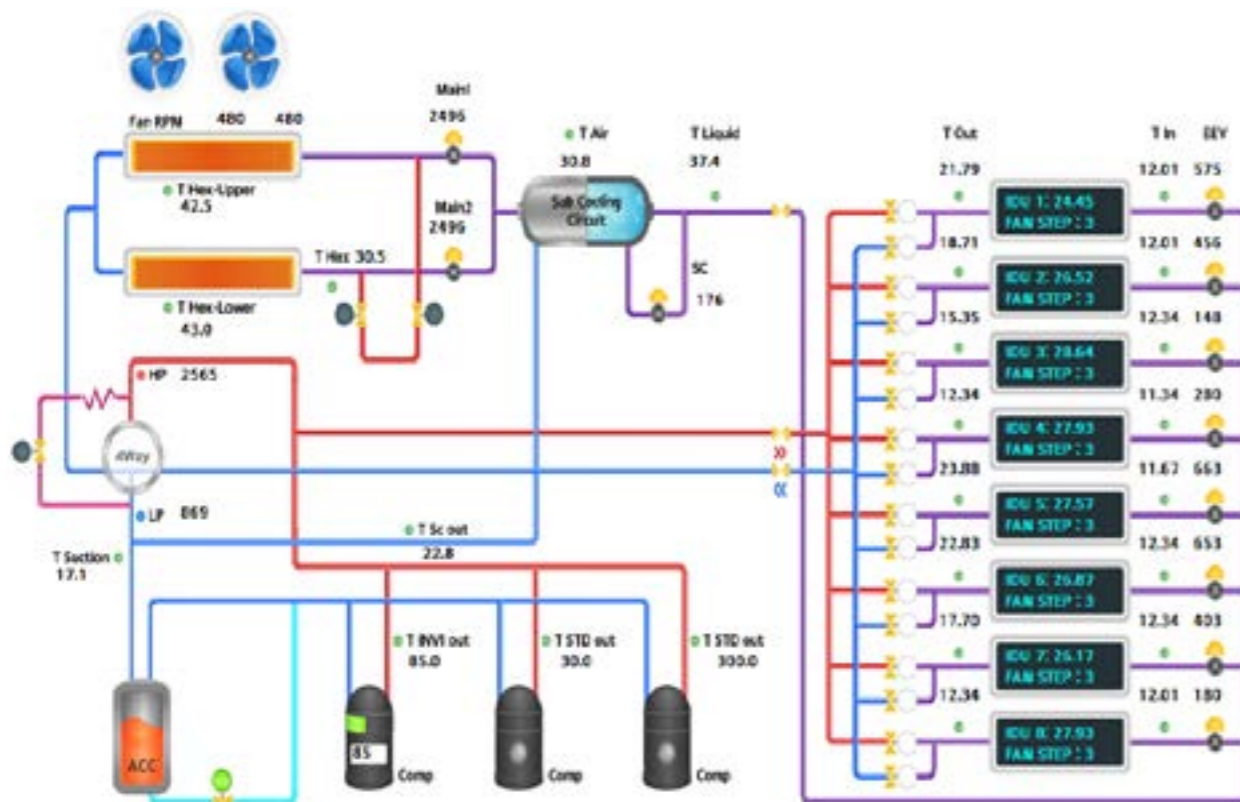 Fan RPM 480 480
T Hex-Upper
42.5
T Hex-Lower
43.0
T Hex 30.5
Main1
2496
Main2
2496
T Air
30.8
Sub Cooling
Circuit
T Liquid
37.4
SC
176
HP 2565
4Way
LP 869
T Suction
17.1
T Sc out
22.8
T INV1 out
85.0
T STD out
30.0
T STD out
300.0
ACC
85
Comp
Comp
Comp
T Out T In EEV
21.79 12.01 575
IDU 1: 24.45
FAN STEP : 3
18.71 12.01 456
IDU 2: 26.52
FAN STEP : 3
15.35 12.34 148
IDU 3: 28.64
FAN STEP : 3
12.34 11.34 280
IDU 4: 27.93
FAN STEP : 3
23.88 11.67 663
IDU 5: 27.57
FAN STEP : 3
22.83 12.34 653
IDU 6: 26.87
FAN STEP : 3
17.70 12.34 403
IDU 7: 26.17
FAN STEP : 3
12.34 12.01 180
IDU 8: 27.93
FAN STEP : 3